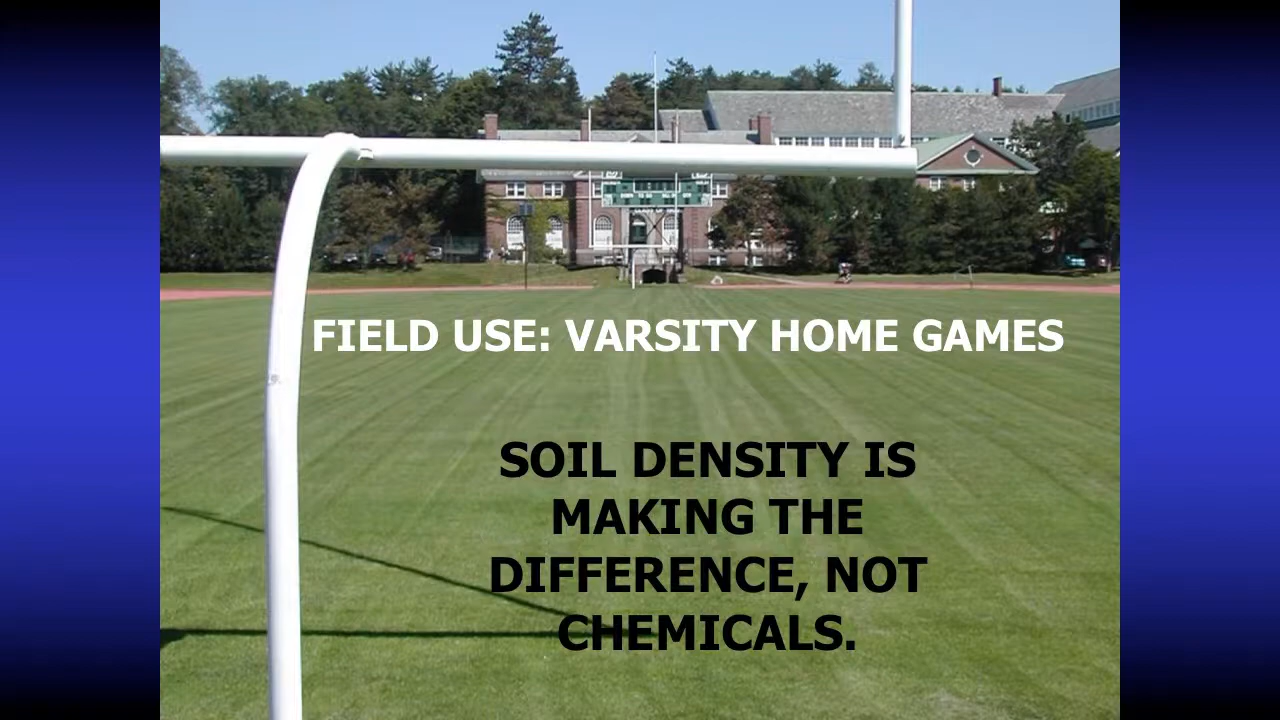 FIELD USE: VARSITY HOME GAMES
SOIL DENSITY IS
MAKING THE
DIFFERENCE, NOT
CHEMICALS.